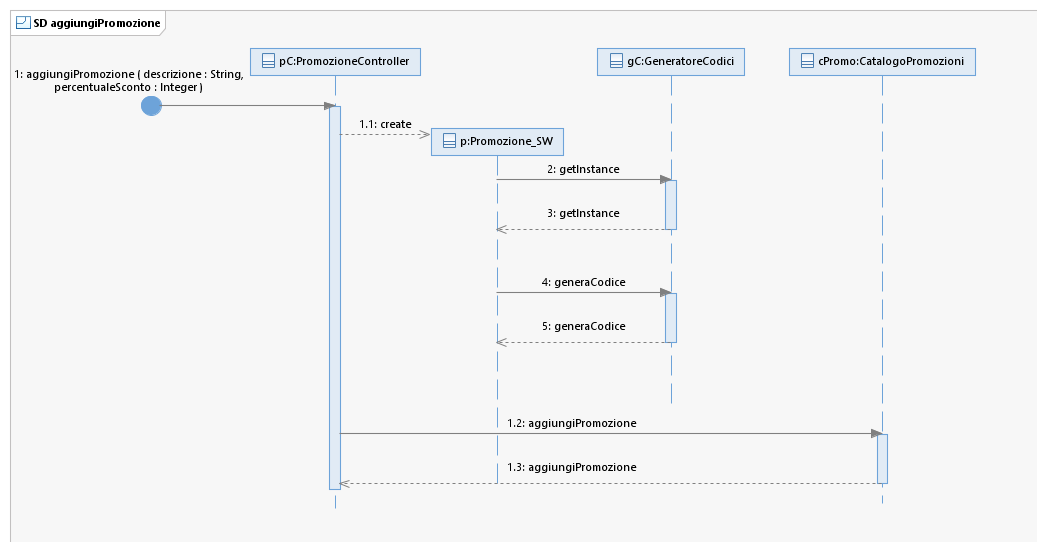 SD aggiungiPromozione
pC:PromozioneController
gC:GeneratoreCodici
cPromo:CatalogoPromozioni
1: aggiungiPromozione ( descrizione : String,
percentualeSconto : Integer )
1.1: create
p:Promozione_SW
2: getInstance
3: getInstance
4: generaCodice
5: generaCodice
1.2: aggiungiPromozione
1.3: aggiungiPromozione